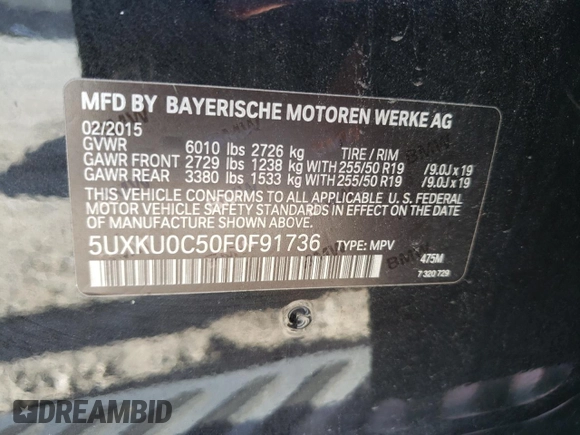 MFD BY BAYERISCHE MOTOREN WERKE AG
02/2015
GVWR 6010 lbs 2726 kg TIRE / RIM
GAWR FRONT 2729 lbs 1238 kg WITH 255/50 R19 /9.0J x 19
GAWR REAR 3380 lbs 1533 kg WITH 255/50 R19 /9.0J x 19
THIS VEHICLE CONFORMS TO ALL APPLICABLE U. S. FEDERAL
MOTOR VEHICLE SAFETY STANDARDS IN EFFECT ON THE DATE
OF MANUFACTURE SHOWN ABOVE.
5UXKU0C50F0F91736 TYPE: MPV
475M
7 320 729
BMW
G
DREAMBID